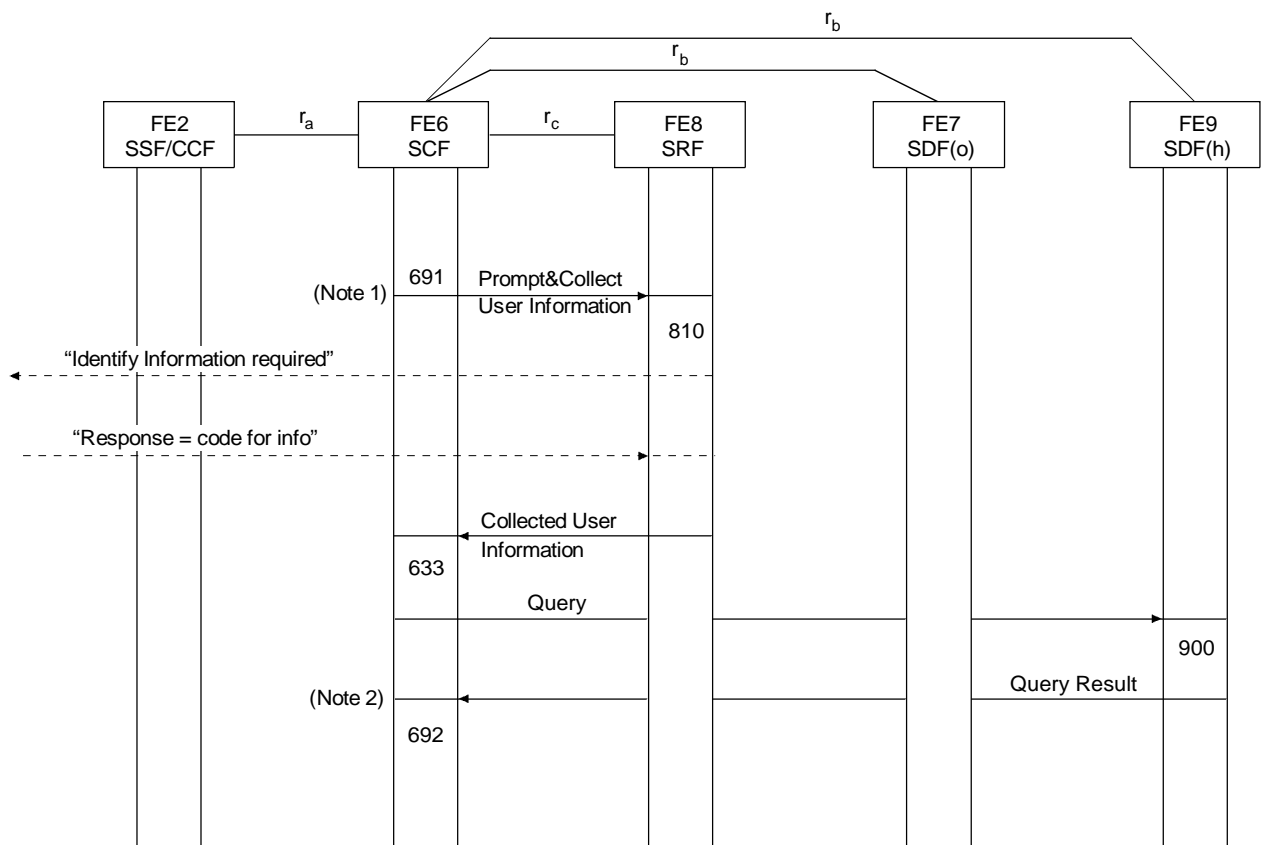 r_b
r_b
FE2
SSF/CCF
r_a
FE6
SCF
r_c
FE8
SRF
FE7
SDF(o)
FE9
SDF(h)
(Note 1)
691
Prompt&Collect
User Information
810
“Identify Information required”
“Response = code for info”
Collected User
Information
633
Query
900
Query Result
(Note 2)
692